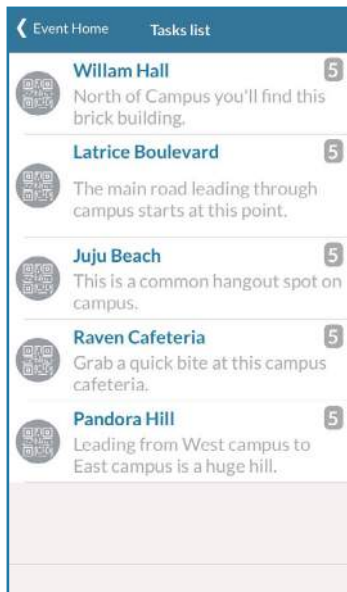 Event Home Tasks list
Willam Hall 5
North of Campus you'll find this
brick building.
Latrice Boulevard 5
The main road leading through
campus starts at this point.
Juju Beach 5
This is a common hangout spot on
campus.
Raven Cafeteria 5
Grab a quick bite at this campus
cafeteria.
Pandora Hill 5
Leading from West campus to
East campus is a huge hill.